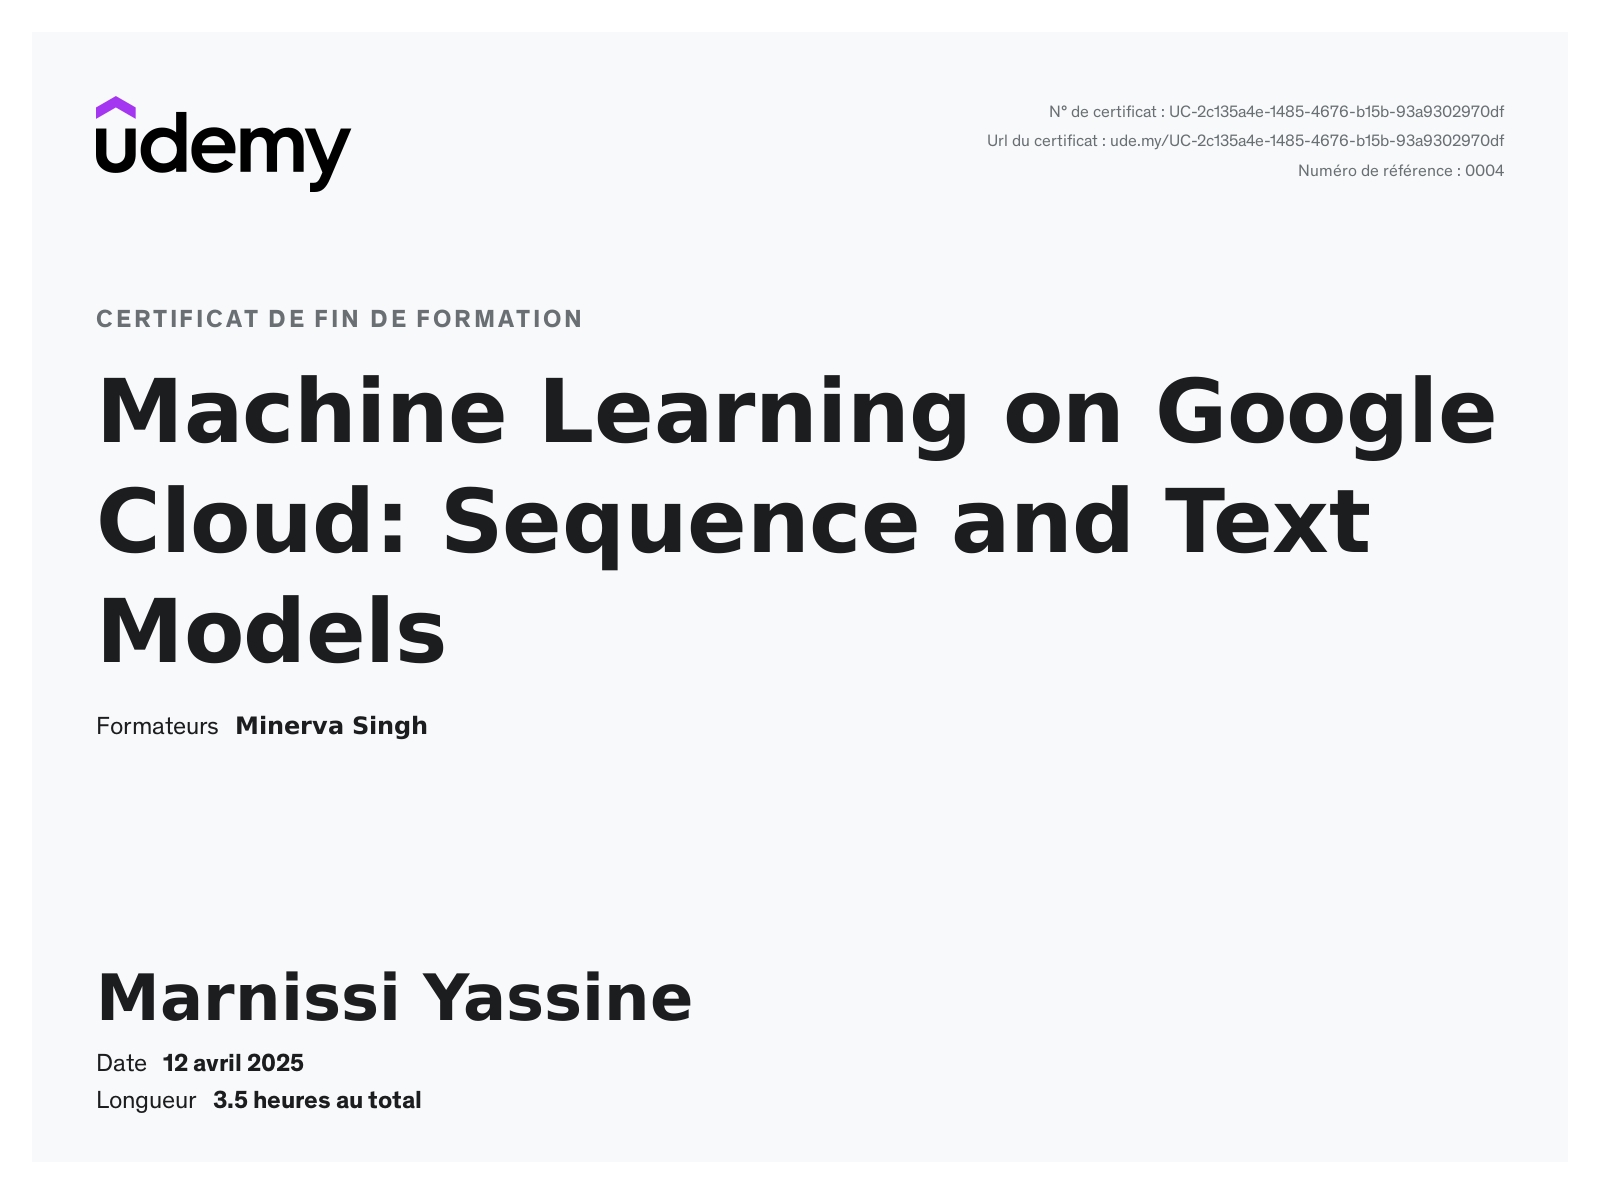 udemy
N° de certificat : UC-2c135a4e-1485-4676-b15b-93a9302970df
Url du certificat : ude.my/UC-2c135a4e-1485-4676-b15b-93a9302970df
Numéro de référence : 0004
CERTIFICAT DE FIN DE FORMATION
Machine Learning on Google
Cloud: Sequence and Text
Models
Formateurs Minerva Singh
Marnissi Yassine
Date 12 avril 2025
Longueur 3.5 heures au total